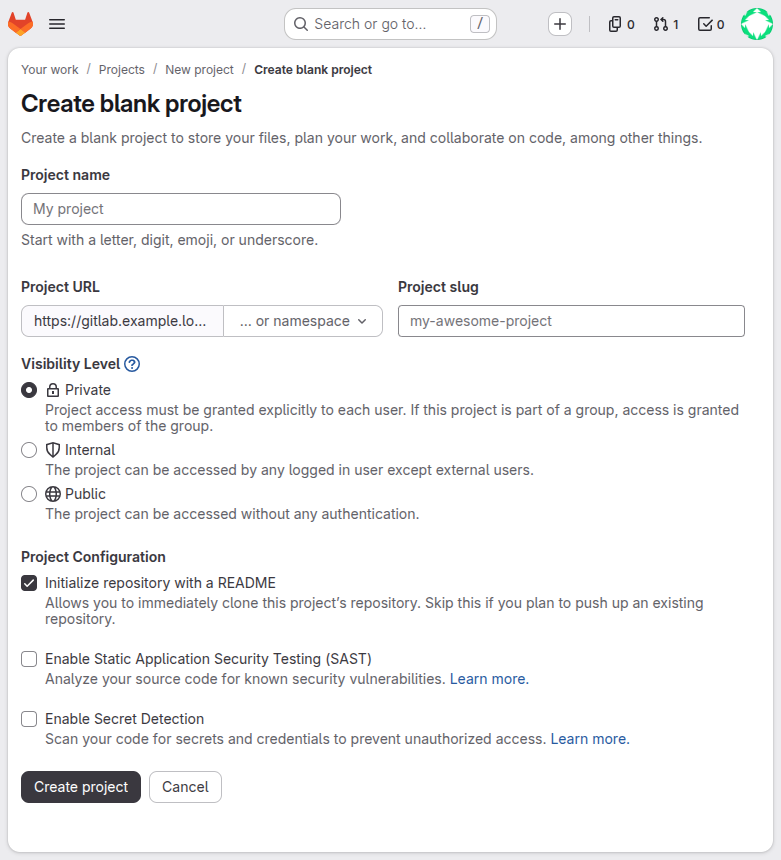 Search or go to... /
0 1 0
Your work / Projects / New project / Create blank project
Create blank project
Create a blank project to store your files, plan your work, and collaborate on code, among other things.
Project name
My project
Start with a letter, digit, emoji, or underscore.
Project URL Project slug
https://gitlab.example.lo... ... or namespace my-awesome-project
Visibility Level
Private
Project access must be granted explicitly to each user. If this project is part of a group, access is granted
to members of the group.
Internal
The project can be accessed by any logged in user except external users.
Public
The project can be accessed without any authentication.
Project Configuration
Initialize repository with a README
Allows you to immediately clone this project's repository. Skip this if you plan to push up an existing
repository.
Enable Static Application Security Testing (SAST)
Analyze your source code for known security vulnerabilities. Learn more.
Enable Secret Detection
Scan your code for secrets and credentials to prevent unauthorized access. Learn more.
Create project Cancel